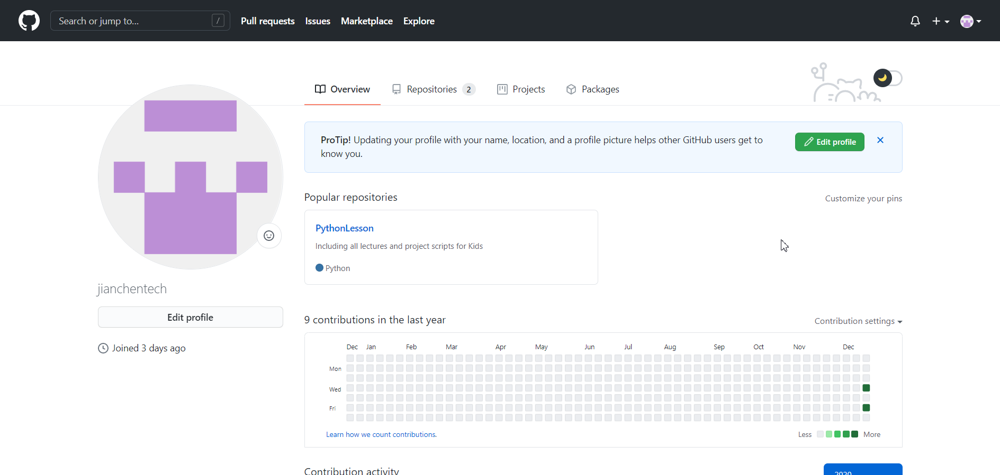 Search or jump to... /
Pull requests Issues Marketplace Explore
Overview Repositories 2 Projects Packages
ProTip! Updating your profile with your name, location, and a profile picture helps other GitHub users get to
know you.
Edit profile
Popular repositories
Customize your pins
PythonLesson
Including all lectures and project scripts for Kids
Python
jianchentech
Edit profile
Joined 3 days ago
9 contributions in the last year
Contribution settings
Dec Jan Feb Mar Apr May Jun Jul Aug Sep Oct Nov Dec
Mon
Wed
Fri
Learn how we count contributions.
Less More
Contribution activity
2020